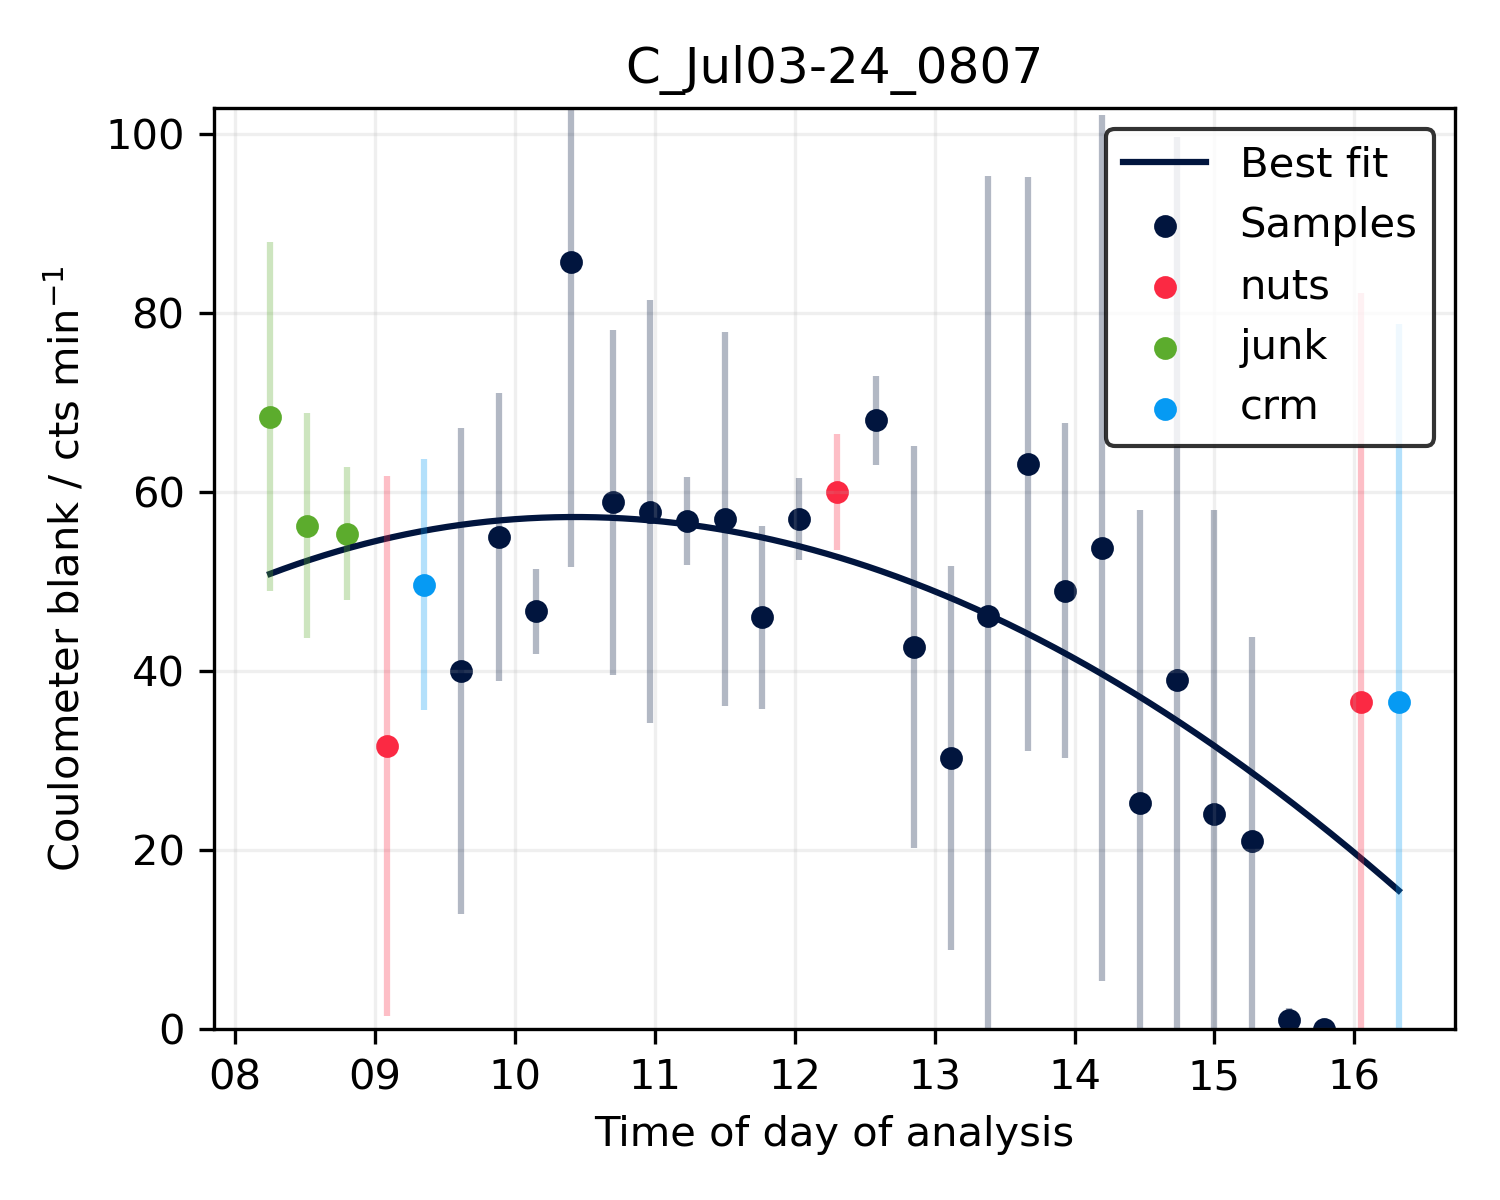 C_Jul03-24_0807
Coulometer blank / cts min⁻¹
100
80
60
40
20
0
Best fit
Samples
nuts
junk
crm
08 09 10 11 12 13 14 15 16
Time of day of analysis